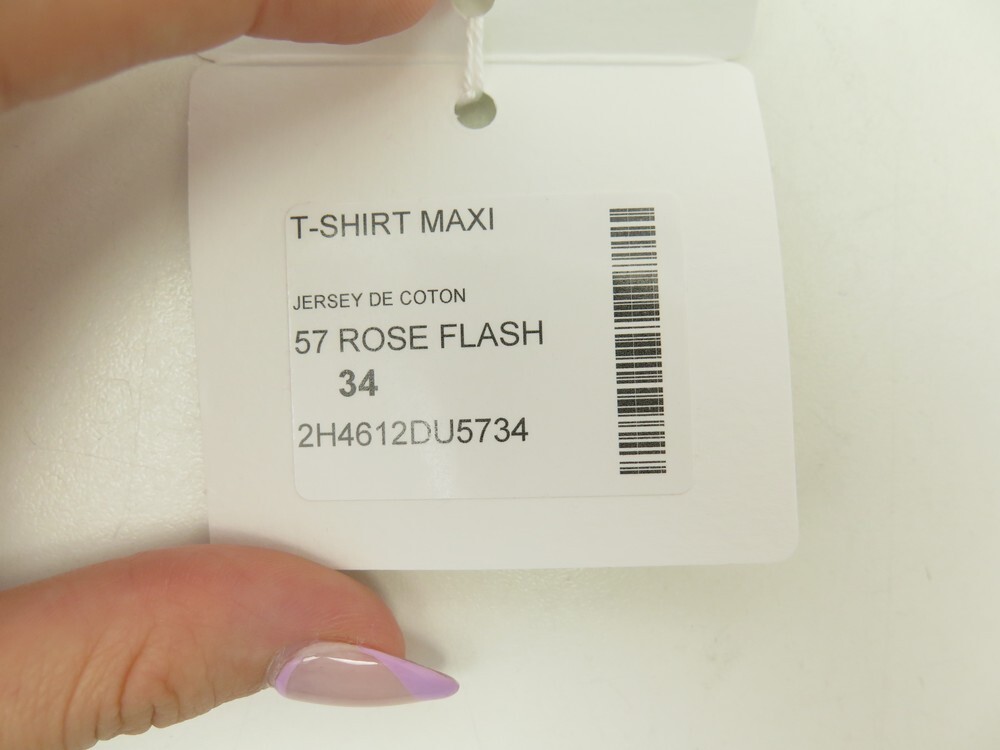 T-SHIRT MAXI
JERSEY DE COTON
57 ROSE FLASH
34
2H4612DU5734